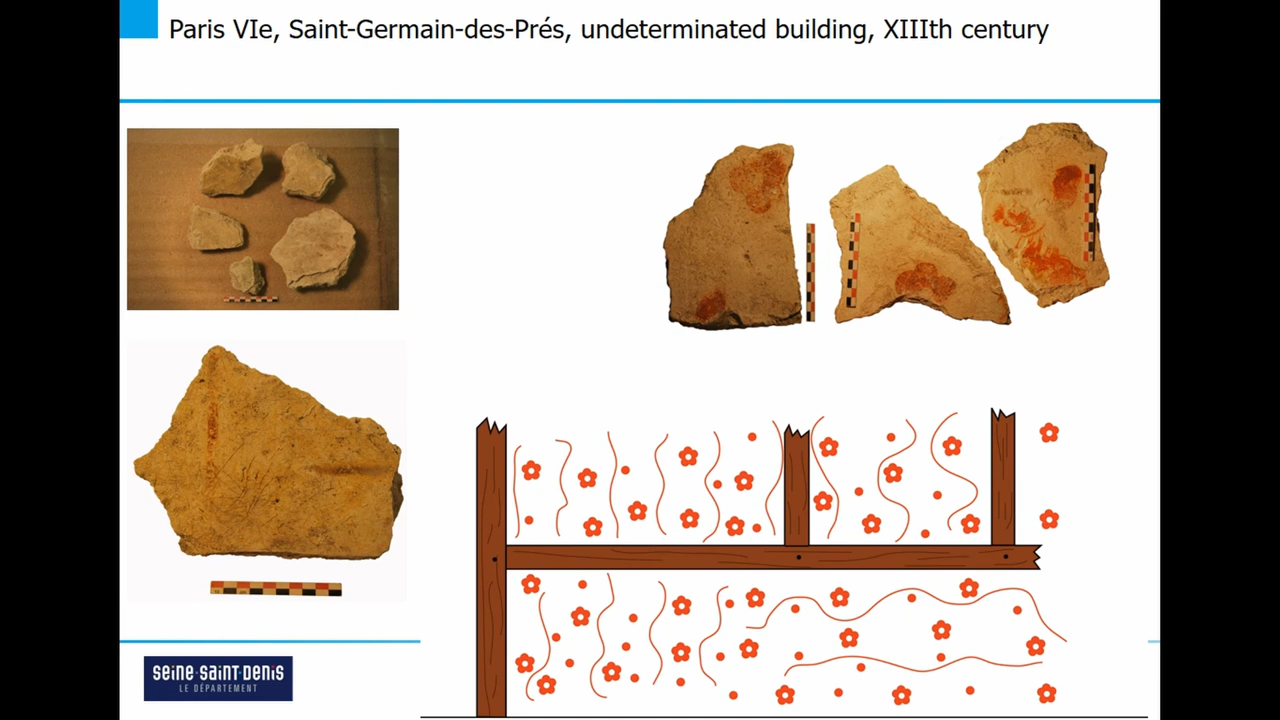 Paris VIe, Saint-Germain-des-Prés, undeterminated building, XIIIth century
seine-saint-denis
LE DÉPARTEMENT